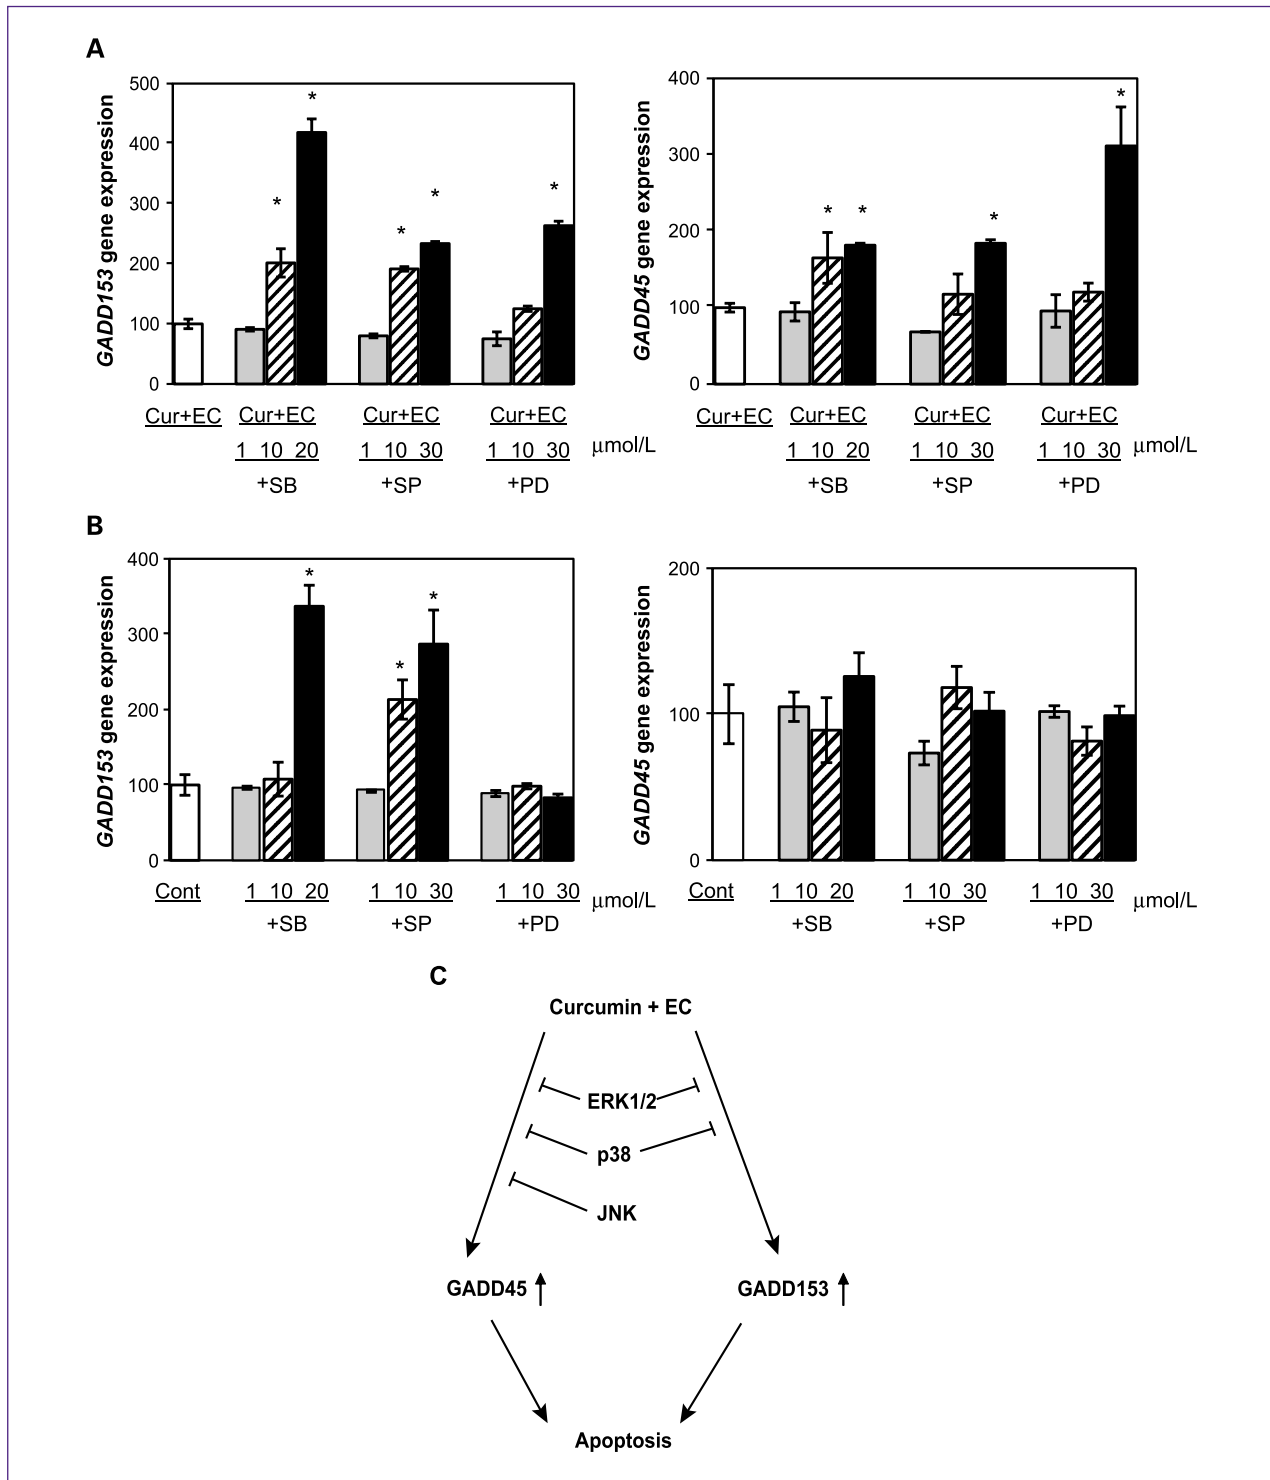 A
GADD153 gene expression
500
400
300
200
100
0
*
*
*
*
*
Cur+EC
Cur+EC
Cur+EC
Cur+EC
1 10 20
1 10 30
1 10 30
μmol/L
+SB
+SP
+PD
GADD45 gene expression
400
300
200
100
0
*
*
*
*
Cur+EC
Cur+EC
Cur+EC
Cur+EC
1 10 20
1 10 30
1 10 30
μmol/L
+SB
+SP
+PD
B
GADD153 gene expression
400
300
200
100
0
*
*
*
Cont
1 10 20
1 10 30
1 10 30
μmol/L
+SB
+SP
+PD
GADD45 gene expression
200
100
0
Cont
1 10 20
1 10 30
1 10 30
μmol/L
+SB
+SP
+PD
C
Curcumin + EC
ERK1/2
p38
JNK
GADD45
GADD153
Apoptosis